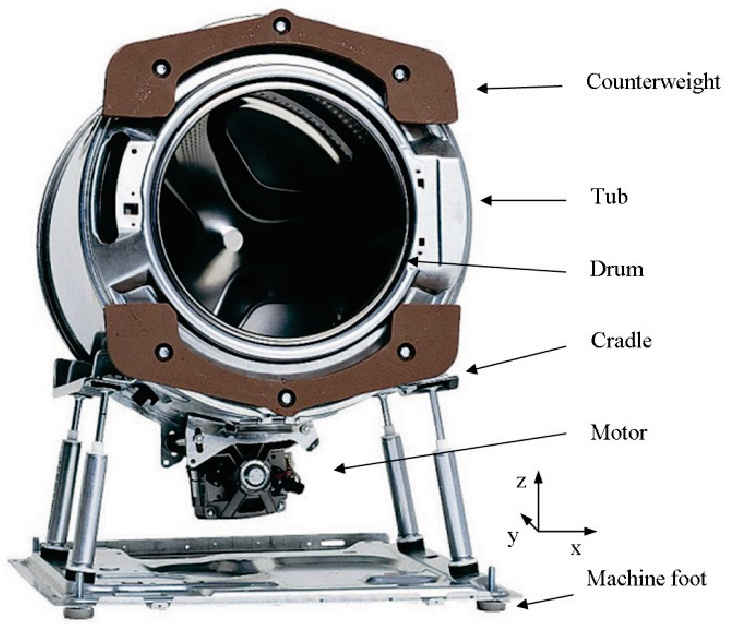 Counterweight
Tub
Drum
Cradle
Motor
z
y
x
Machine foot